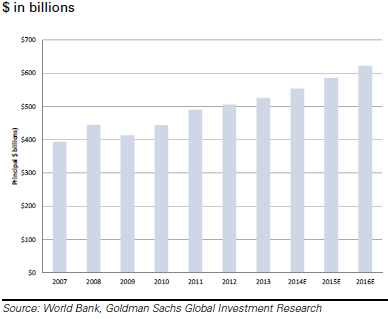 $ in billions
$700
$600
$500
$400
$300
$200
$100
$0
Principal $ billions)
2007 2008 2009 2010 2011 2012 2013 2014E 2015E 2016E
Source: World Bank, Goldman Sachs Global Investment Research